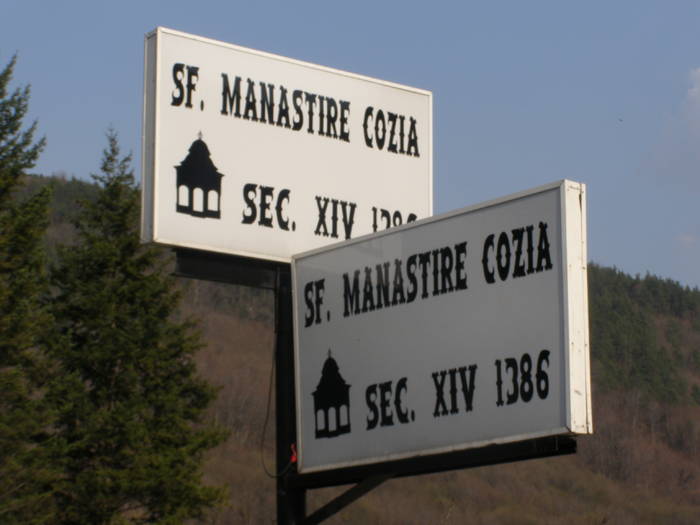 SF. MANASTIRE COZIA
SEC. XIV
SF. MANASTIRE COZIA
SEC. XIV 1386